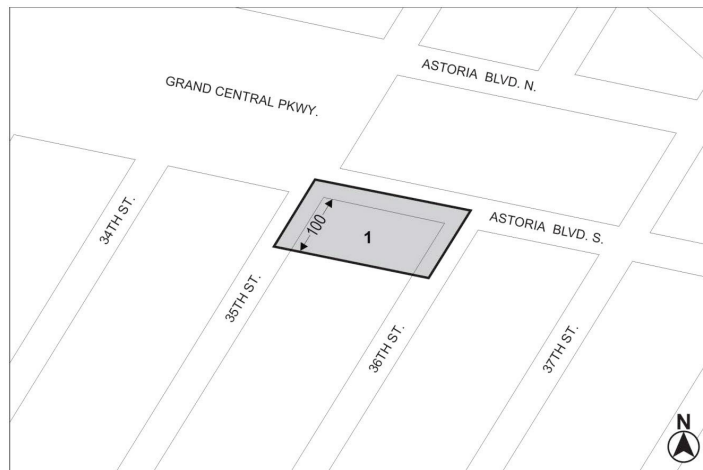 ASTORIA BLVD. N.
GRAND CENTRAL PKWY.
34TH ST.
100
1
ASTORIA BLVD. S.
35TH ST.
36TH ST.
37TH ST.
N